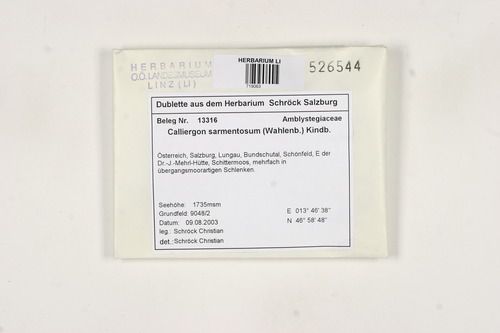 HERBARIUM
O.Ö. LANDESMUSEUM
LINZ (LI)
HERBARIUM LI
719063
526544
Dublette aus dem Herbarium Schröck Salzburg
Beleg Nr. 13316 Amblystegiaceae
Calliergon sarmentosum (Wahlenb.) Kindb.
Österreich, Salzburg, Lungau, Bundschutal, Schönfeld, E der
Dr.-J.-Mehrl-Hütte, Schittermoos, mehrfach in
übergangsmoorartigen Schlenken.
Seehöhe: 1735msm
Grundfeld: 9048/2 E 013° 46' 38"
Datum: 09.08.2003 N 46° 58' 48"
leg.: Schröck Christian
det.: Schröck Christian